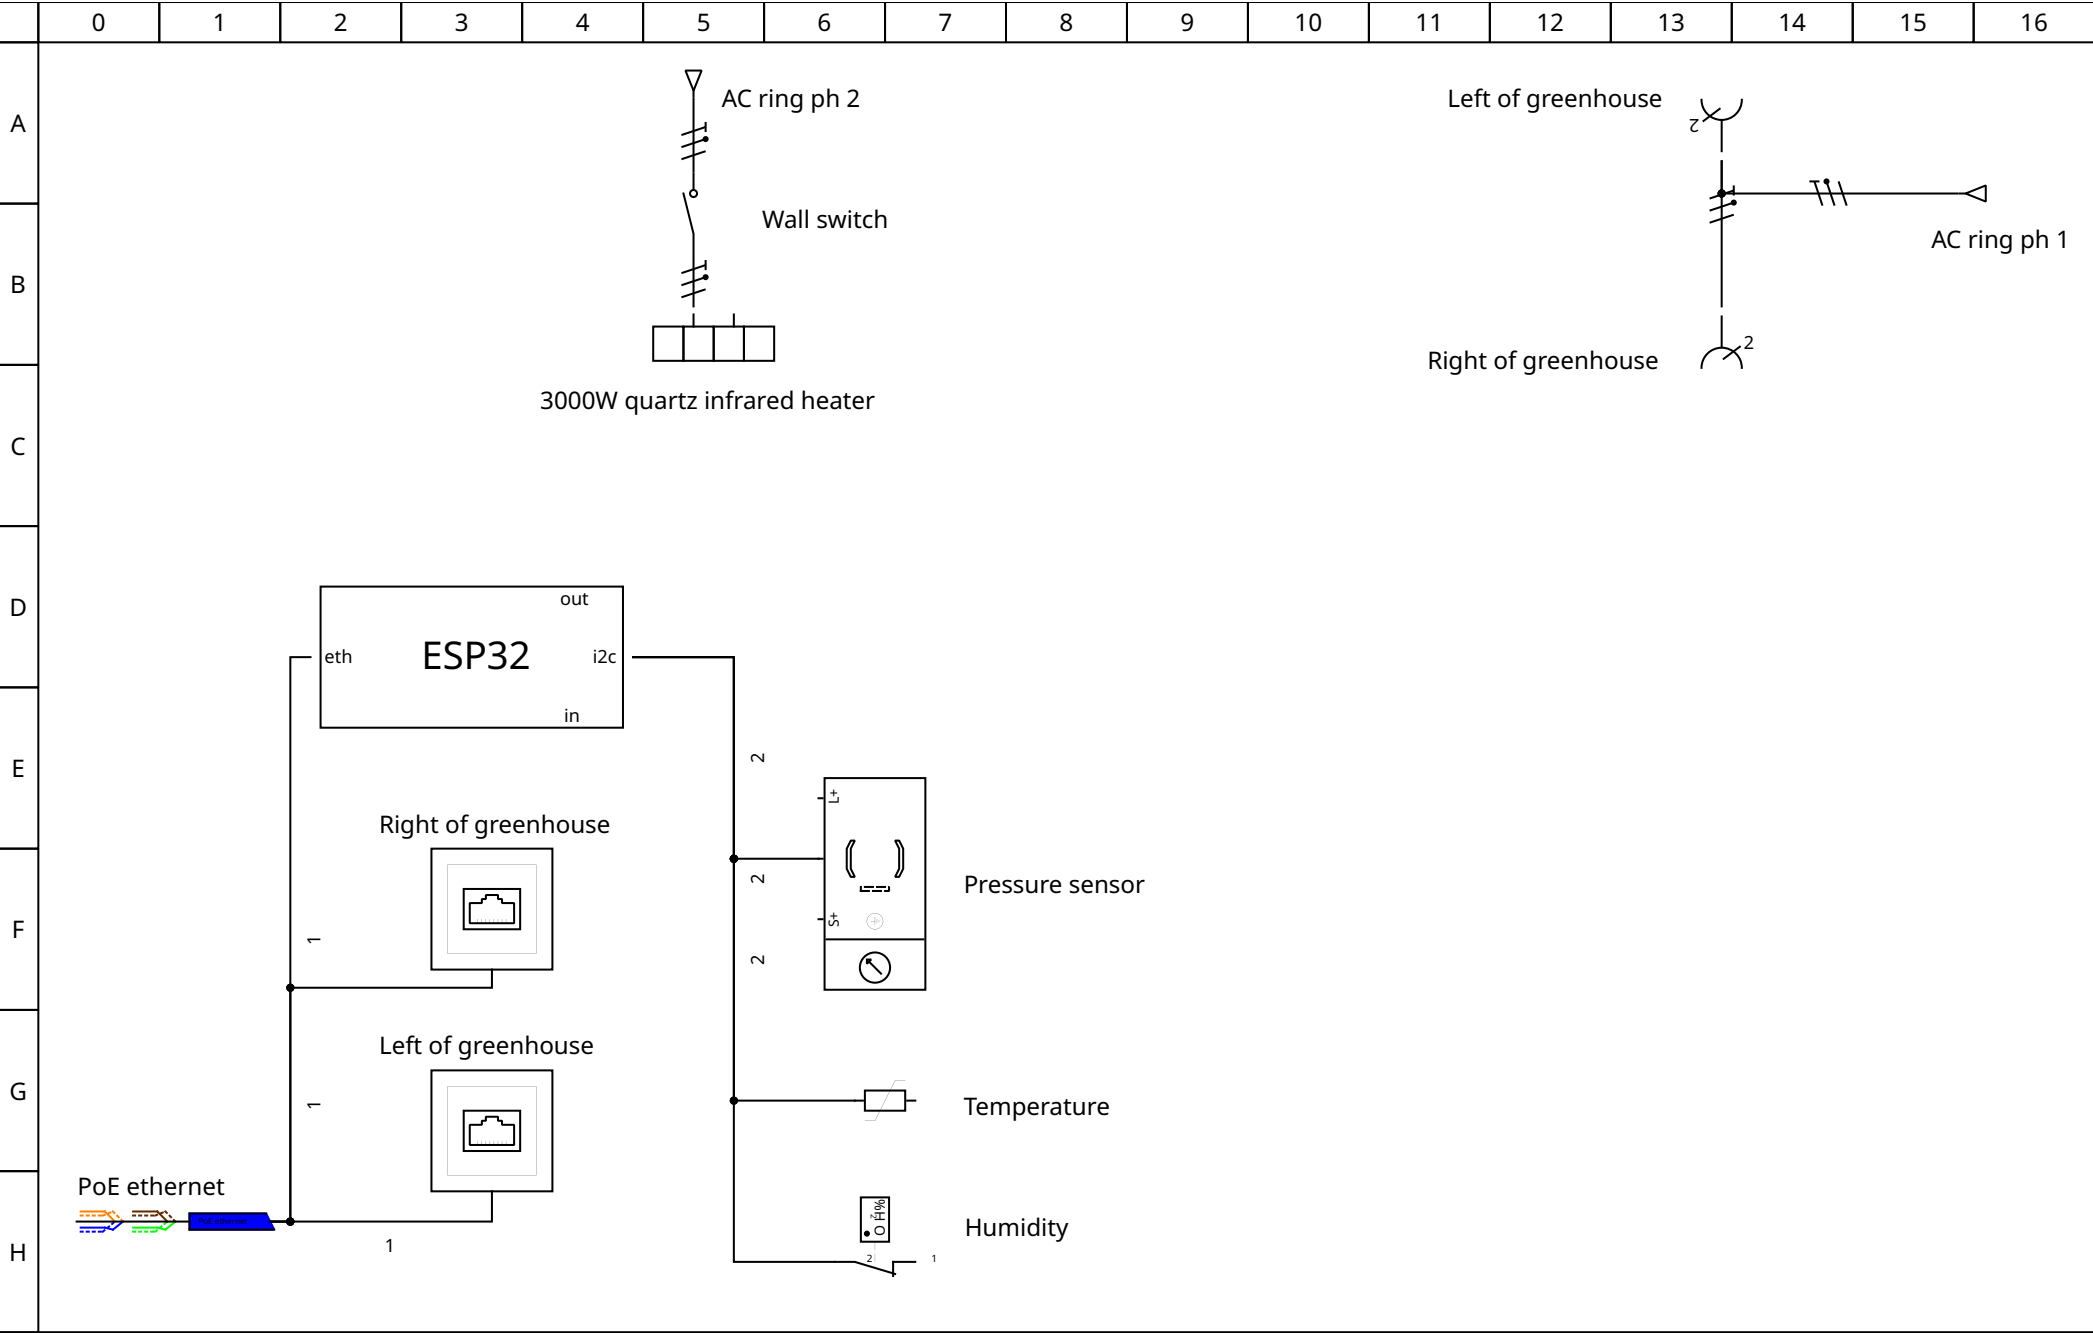 0 1 2 3 4 5 6 7 8 9 10 11 12 13 14 15 16
A
AC ring ph 2
Left of greenhouse
2
Wall switch
AC ring ph 1
B
2
Right of greenhouse
3000W quartz infrared heater
C
D
out
eth
ESP32
i2c
in
E
2
L+
Right of greenhouse
2
Pressure sensor
F
S+
1
2
Left of greenhouse
G
1
Temperature
PoE ethernet
PoE ethernet
%H
2
O
Humidity
1
H
2
1